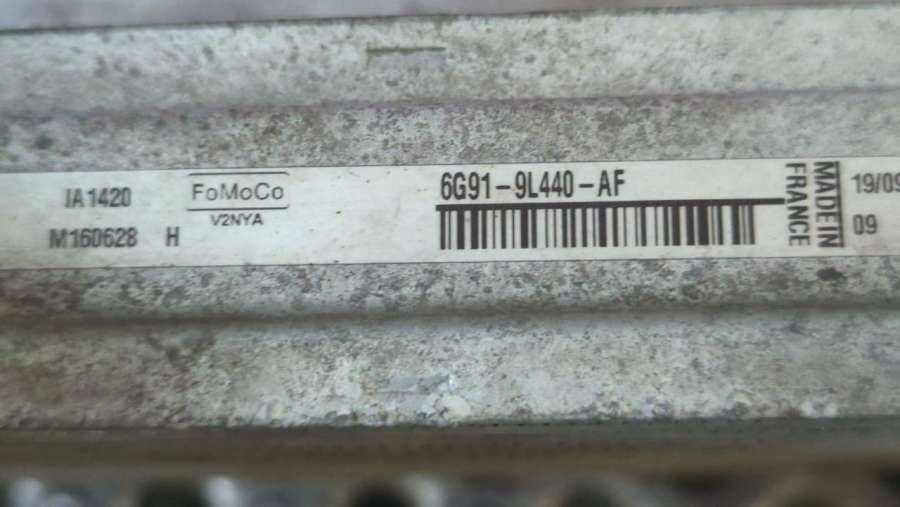 IA1420
M160628 H
FoMoCo
V2NYA
6G91-9L440-AF
MADE IN
FRANCE
19/09
09